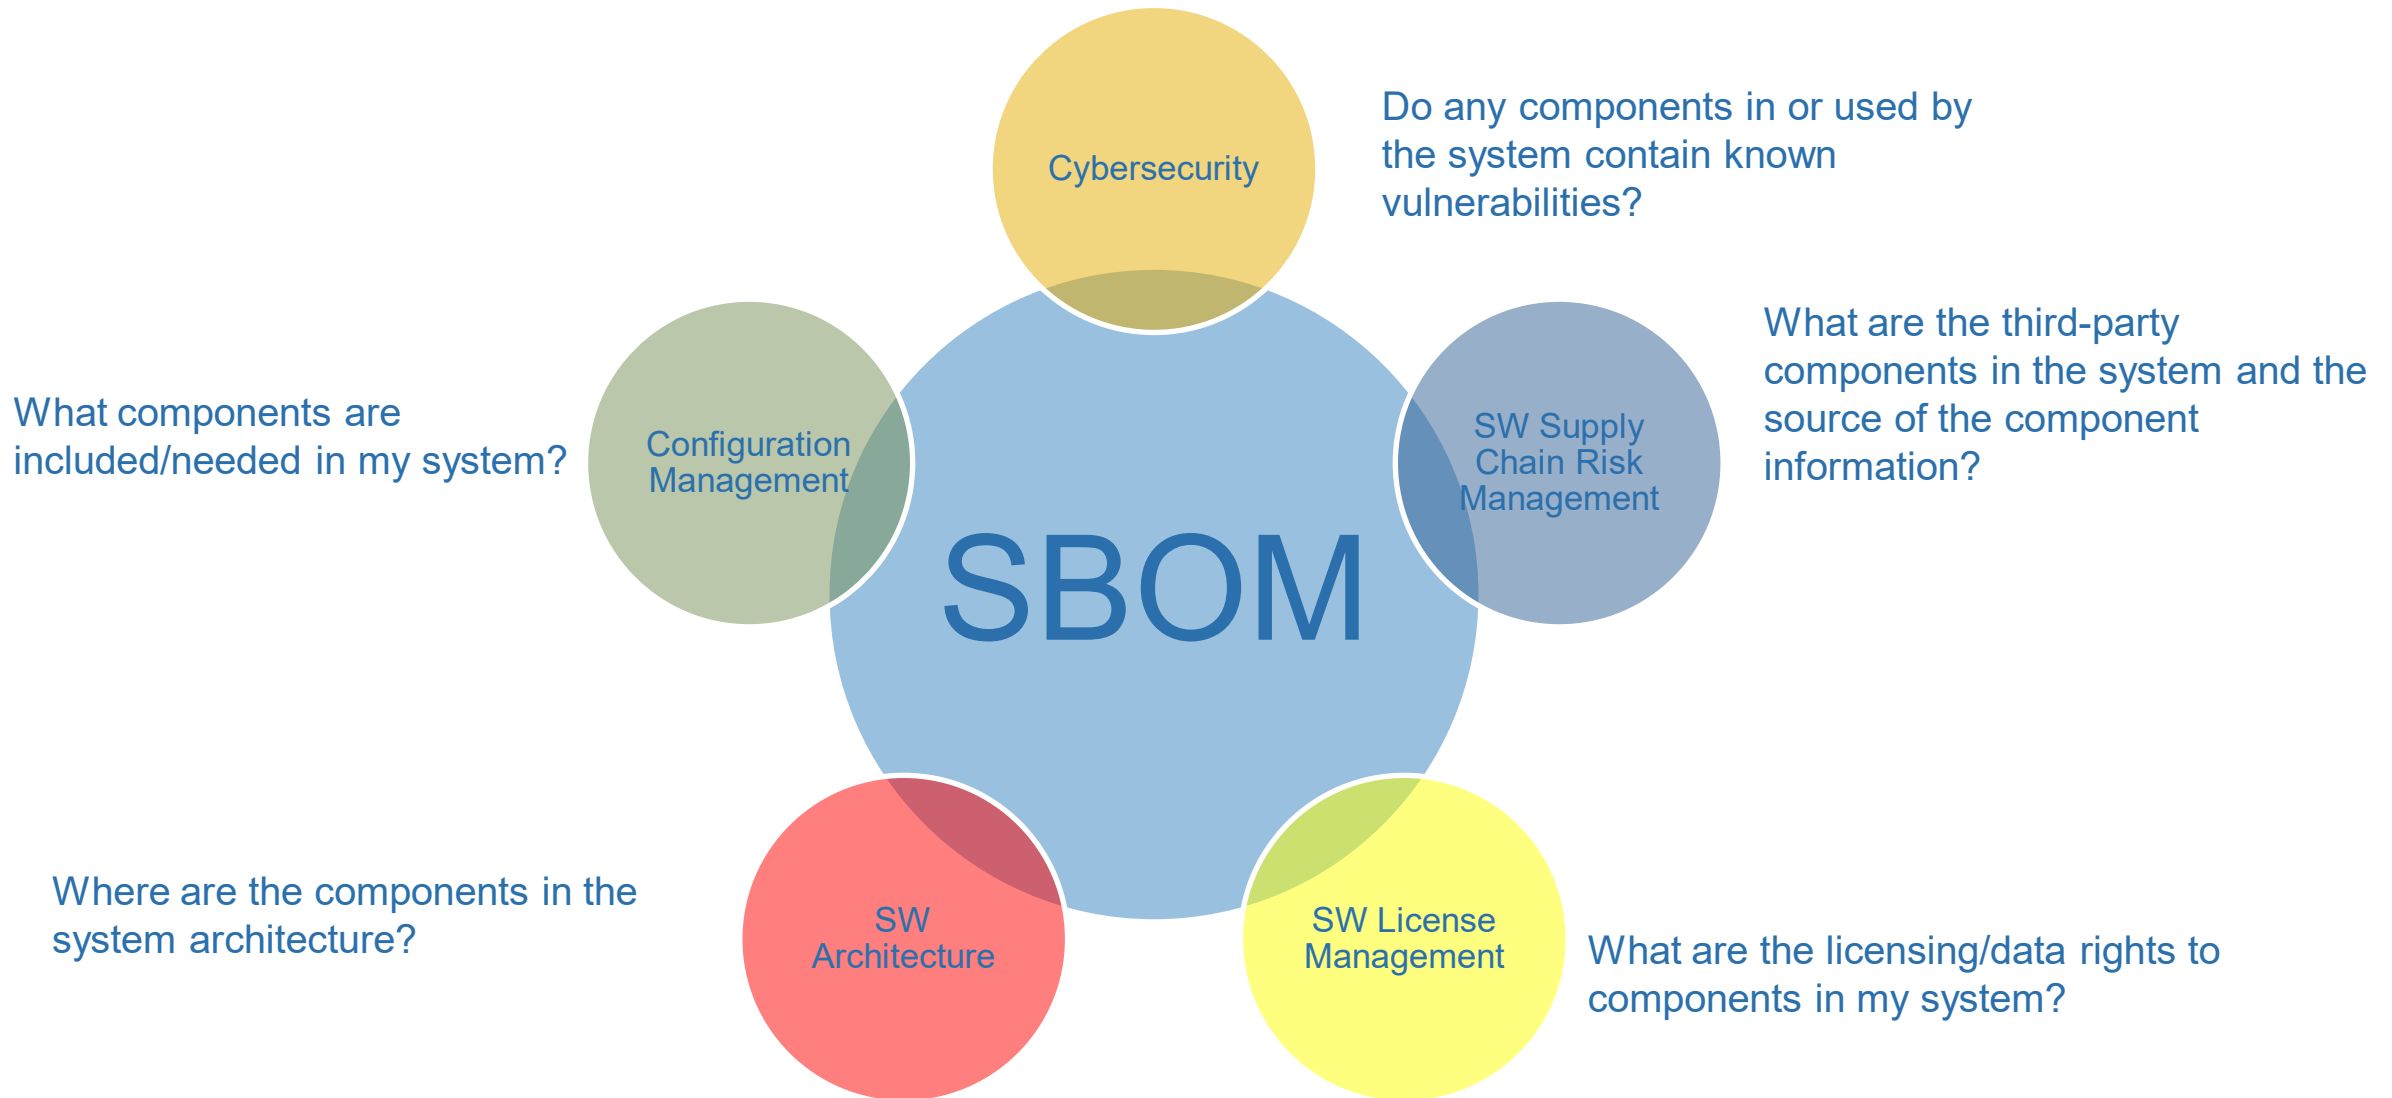 Cybersecurity
Do any components in or used by
the system contain known
vulnerabilities?
What are the third-party
components in the system and the
source of the component
information?
SW Supply
Chain Risk
Management
What components are
included/needed in my system?
Configuration
Management
SBOM
Where are the components in the
system architecture?
SW
Architecture
SW License
Management
What are the licensing/data rights to
components in my system?